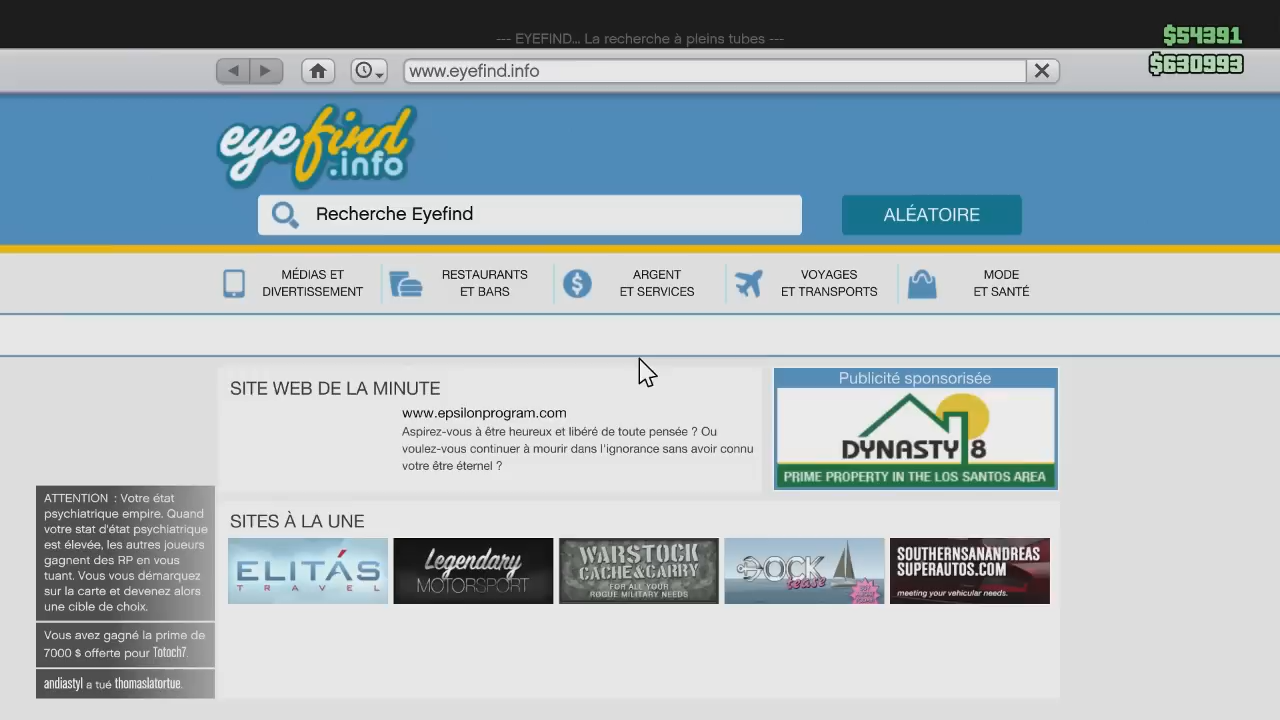 --- EYEFIND... La recherche à pleins tubes ---
$54391
$630993
www.eyefind.info
eyefind
.info
Recherche Eyefind
ALÉATOIRE
MÉDIAS ET
DIVERTISSEMENT
RESTAURANTS
ET BARS
ARGENT
ET SERVICES
VOYAGES
ET TRANSPORTS
MODE
ET SANTÉ
SITE WEB DE LA MINUTE
www.epsilonprogram.com
Aspirez-vous à être heureux et libéré de toute pensée ? Ou
voulez-vous continuer à mourir dans l'ignorance sans avoir connu
votre être éternel ?
Publicité sponsorisée
DYNASTY 8
PRIME PROPERTY IN THE LOS SANTOS AREA
SITES À LA UNE
ELITÁS
TRAVEL
Legendary
MOTORSPORT
WARSTOCK
CACHE&CARRY
FOR ALL YOUR
ROGUE MILITARY NEEDS
DOCK
tease
SOUTHERNSANANDREAS
SUPERAUTOS.COM
meeting your vehicular needs.
ATTENTION : Votre état
psychiatrique empire. Quand
votre stat d'état psychiatrique
est élevée, les autres joueurs
gagnent des RP en vous
tuant. Vous vous démarquez
sur la carte et devenez alors
une cible de choix.
Vous avez gagné la prime de
7000 $ offerte pour Totoch7.
andiastyl a tué thomaslatortue.